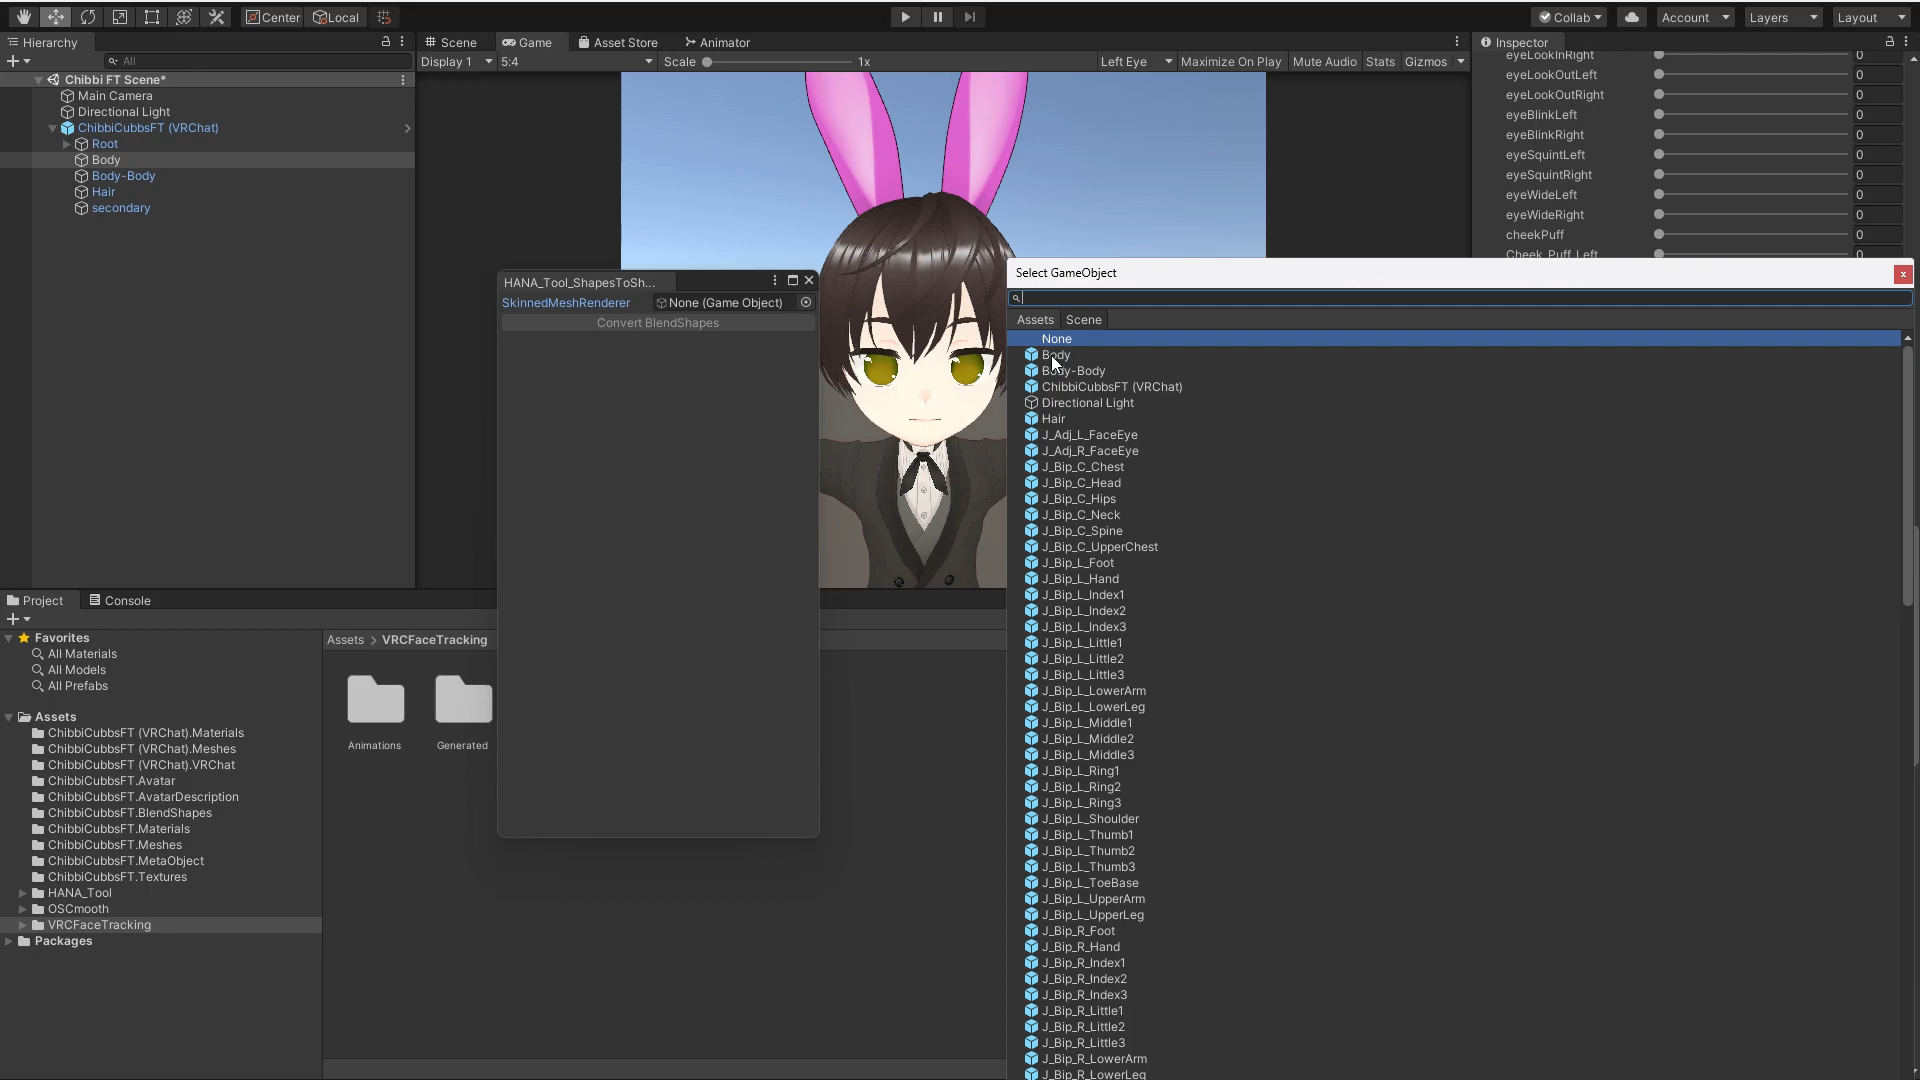 Center
Local
Collab
Account
Layers
Layout
Hierarchy
All
Chibbi FT Scene*
Main Camera
Directional Light
ChibbiCubbsFT (VRChat)
Root
Body
Body-Body
Hair
secondary
Scene
Game
Asset Store
Animator
Display 1
5:4
Scale
1x
Left Eye
Maximize On Play
Mute Audio
Stats
Gizmos
Inspector
eyeLookInRight 0
eyeLookOutLeft 0
eyeLookOutRight 0
eyeBlinkLeft 0
eyeBlinkRight 0
eyeSquintLeft 0
eyeSquintRight 0
eyeWideLeft 0
eyeWideRight 0
cheekPuff 0
Cheek_Puff_Left 0
HANA_Tool_ShapesToSh...
SkinnedMeshRenderer
None (Game Object)
Convert BlendShapes
Select GameObject
x
Assets
Scene
None
Body
Body-Body
ChibbiCubbsFT (VRChat)
Directional Light
Hair
J_Adj_L_FaceEye
J_Adj_R_FaceEye
J_Bip_C_Chest
J_Bip_C_Head
J_Bip_C_Hips
J_Bip_C_Neck
J_Bip_C_Spine
J_Bip_C_UpperChest
J_Bip_L_Foot
J_Bip_L_Hand
J_Bip_L_Index1
J_Bip_L_Index2
J_Bip_L_Index3
J_Bip_L_Little1
J_Bip_L_Little2
J_Bip_L_Little3
J_Bip_L_LowerArm
J_Bip_L_LowerLeg
J_Bip_L_Middle1
J_Bip_L_Middle2
J_Bip_L_Middle3
J_Bip_L_Ring1
J_Bip_L_Ring2
J_Bip_L_Ring3
J_Bip_L_Shoulder
J_Bip_L_Thumb1
J_Bip_L_Thumb2
J_Bip_L_Thumb3
J_Bip_L_ToeBase
J_Bip_L_UpperArm
J_Bip_L_UpperLeg
J_Bip_R_Foot
J_Bip_R_Hand
J_Bip_R_Index1
J_Bip_R_Index2
J_Bip_R_Index3
J_Bip_R_Little1
J_Bip_R_Little2
J_Bip_R_Little3
J_Bip_R_LowerArm
J_Bip_R_LowerLeg
Project
Console
Favorites
All Materials
All Models
All Prefabs
Assets
ChibbiCubbsFT (VRChat).Materials
ChibbiCubbsFT (VRChat).Meshes
ChibbiCubbsFT (VRChat).VRChat
ChibbiCubbsFT.Avatar
ChibbiCubbsFT.AvatarDescription
ChibbiCubbsFT.BlendShapes
ChibbiCubbsFT.Materials
ChibbiCubbsFT.Meshes
ChibbiCubbsFT.MetaObject
ChibbiCubbsFT.Textures
HANA_Tool
OSCmooth
VRCFaceTracking
Packages
Assets > VRCFaceTracking
Animations
Generated